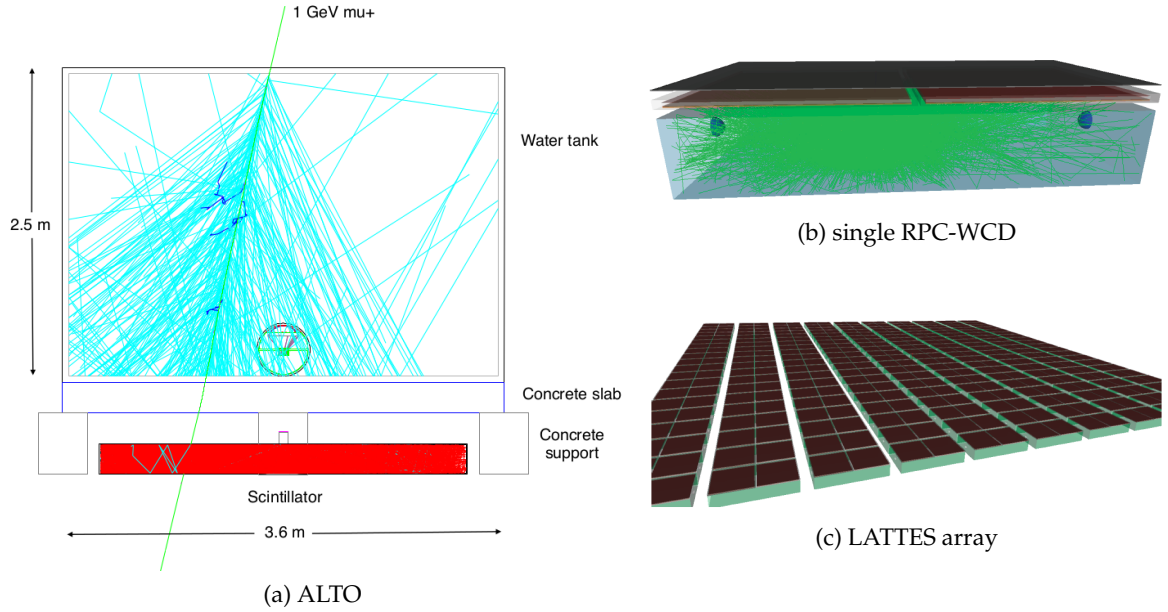 1 GeV mu+
Water tank
2.5 m
Concrete slab
Concrete
support
Scintillator
3.6 m
(a) ALTO
(b) single RPC-WCD
(c) LATTES array